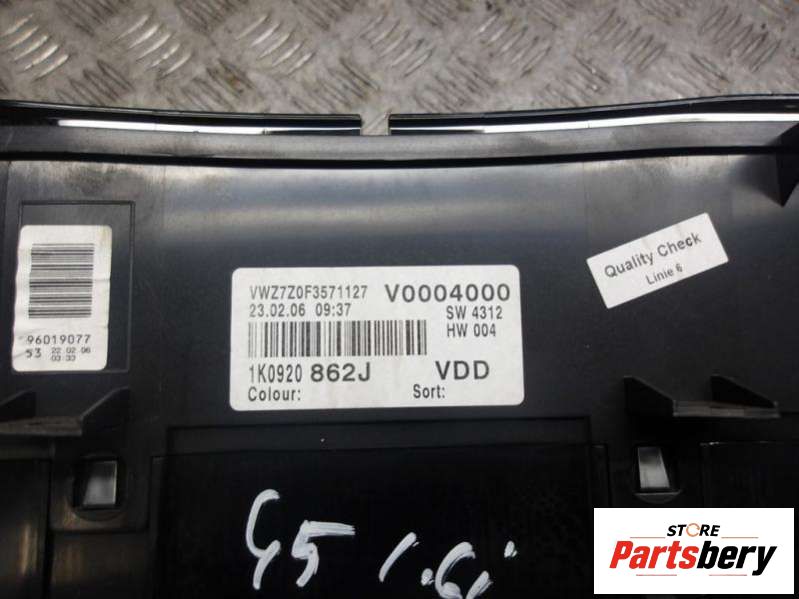 VWZ7Z0F3571127 V0004000
23.02.06 09:37 SW 4312
HW 004
1K0920 862J VDD
Colour: Sort:
96019077
53 22 02 06
03:33
Quality Check
Linie 6
G5 1.6i
STORE
Partsbery